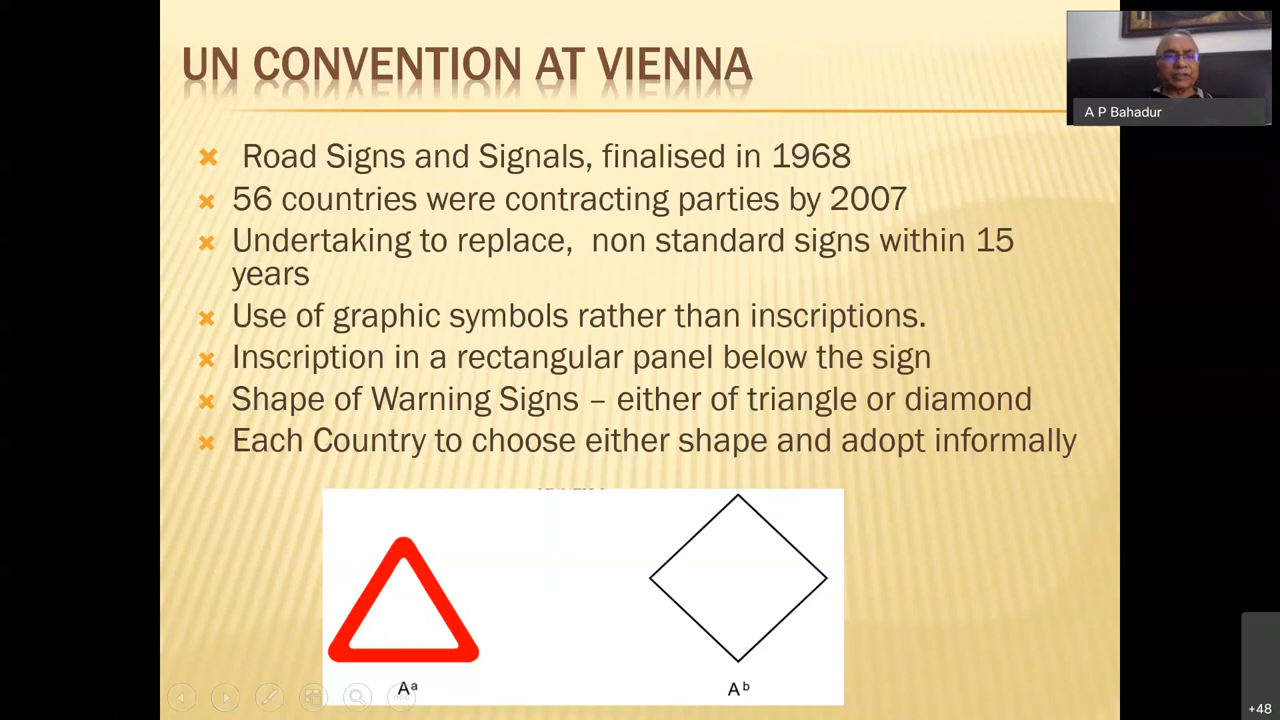 UN CONVENTION AT VIENNA
A P Bahadur
Road Signs and Signals, finalised in 1968
56 countries were contracting parties by 2007
Undertaking to replace, non standard signs within 15
years
Use of graphic symbols rather than inscriptions.
Inscription in a rectangular panel below the sign
Shape of Warning Signs – either of triangle or diamond
Each Country to choose either shape and adopt informally
Aᵃ
Aᵇ
+48